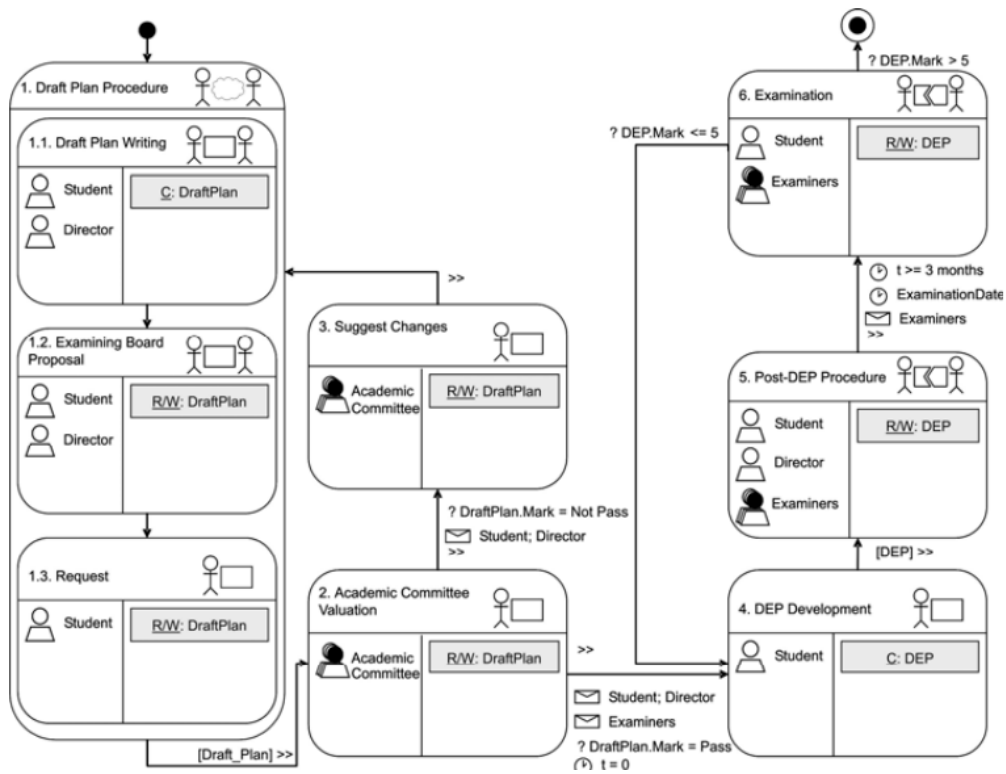 1. Draft Plan Procedure
1.1. Draft Plan Writing
Student
Director
C: DraftPlan
1.2. Examining Board
Proposal
Student
Director
R/W: DraftPlan
1.3. Request
Student
R/W: DraftPlan
[Draft_Plan] >>
>>
3. Suggest Changes
Academic
Committee
R/W: DraftPlan
? DraftPlan.Mark = Not Pass
Student; Director
>>
2. Academic Committee
Valuation
Academic
Committee
R/W: DraftPlan
>>
Student; Director
Examiners
? DraftPlan.Mark = Pass
t = 0
? DEP.Mark > 5
6. Examination
? DEP.Mark <= 5
Student
Examiners
R/W: DEP
t >= 3 months
ExaminationDate
Examiners
>>
5. Post-DEP Procedure
Student
Director
Examiners
R/W: DEP
[DEP] >>
4. DEP Development
Student
C: DEP